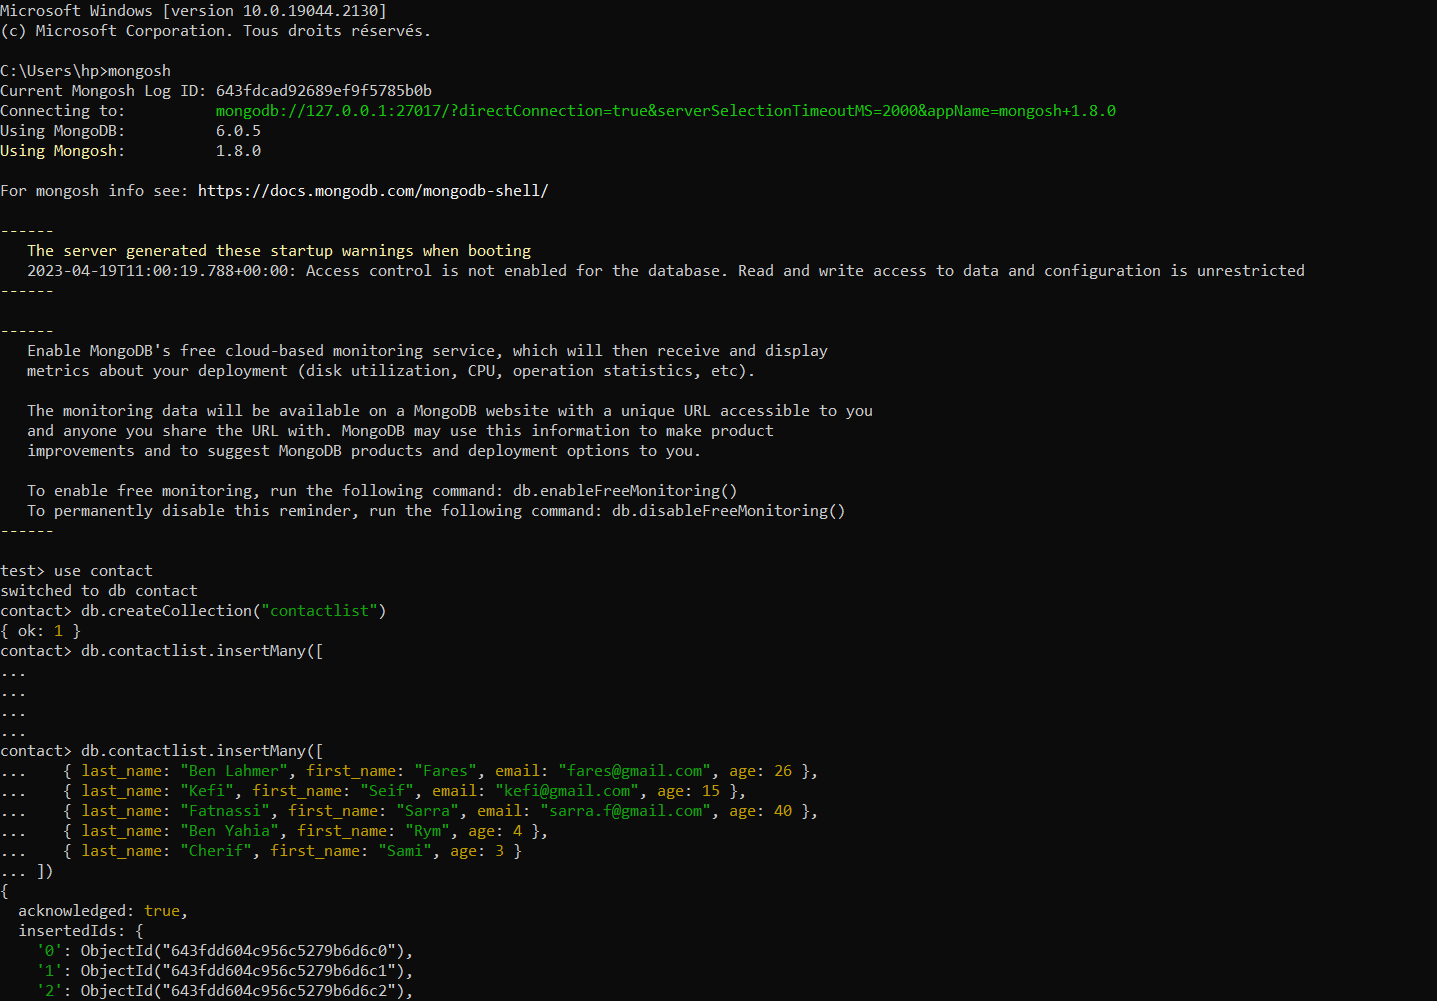 Microsoft Windows [version 10.0.19044.2130]
(c) Microsoft Corporation. Tous droits réservés.
C:\Users\hp>mongosh
Current Mongosh Log ID: 643fdcad92689ef9f5785b0b
Connecting to:          mongodb://127.0.0.1:27017/?directConnection=true&serverSelectionTimeoutMS=2000&appName=mongosh+1.8.0
Using MongoDB:          6.0.5
Using Mongosh:          1.8.0
For mongosh info see: https://docs.mongodb.com/mongodb-shell/
------
   The server generated these startup warnings when booting
   2023-04-19T11:00:19.788+00:00: Access control is not enabled for the database. Read and write access to data and configuration is unrestricted
------
------
   Enable MongoDB's free cloud-based monitoring service, which will then receive and display
   metrics about your deployment (disk utilization, CPU, operation statistics, etc).
   The monitoring data will be available on a MongoDB website with a unique URL accessible to you
   and anyone you share the URL with. MongoDB may use this information to make product
   improvements and to suggest MongoDB products and deployment options to you.
   To enable free monitoring, run the following command: db.enableFreeMonitoring()
   To permanently disable this reminder, run the following command: db.disableFreeMonitoring()
------
test> use contact
switched to db contact
contact> db.createCollection("contactlist")
{ ok: 1 }
contact> db.contactlist.insertMany([
...
...
...
...
contact> db.contactlist.insertMany([
...    { last_name: "Ben Lahmer", first_name: "Fares", email: "fares@gmail.com", age: 26 },
...    { last_name: "Kefi", first_name: "Seif", email: "kefi@gmail.com", age: 15 },
...    { last_name: "Fatnassi", first_name: "Sarra", email: "sarra.f@gmail.com", age: 40 },
...    { last_name: "Ben Yahia", first_name: "Rym", age: 4 },
...    { last_name: "Cherif", first_name: "Sami", age: 3 }
... ])
{
  acknowledged: true,
  insertedIds: {
    '0': ObjectId("643fdd604c956c5279b6d6c0"),
    '1': ObjectId("643fdd604c956c5279b6d6c1"),
    '2': ObjectId("643fdd604c956c5279b6d6c2"),